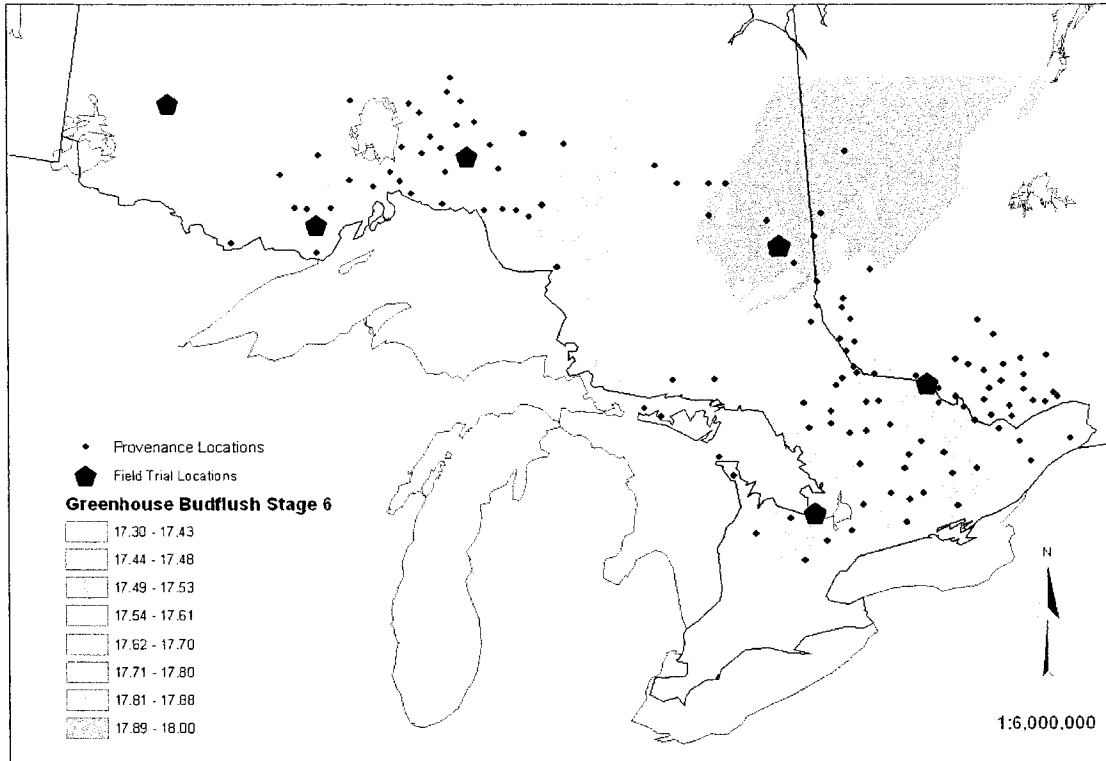 Provenance Locations
Field Trial Locations
Greenhouse Budflush Stage 6
17.30 - 17.43
17.44 - 17.48
17.49 - 17.53
17.54 - 17.61
17.62 - 17.70
17.71 - 17.80
17.81 - 17.88
17.89 - 18.00
N
1:6,000,000